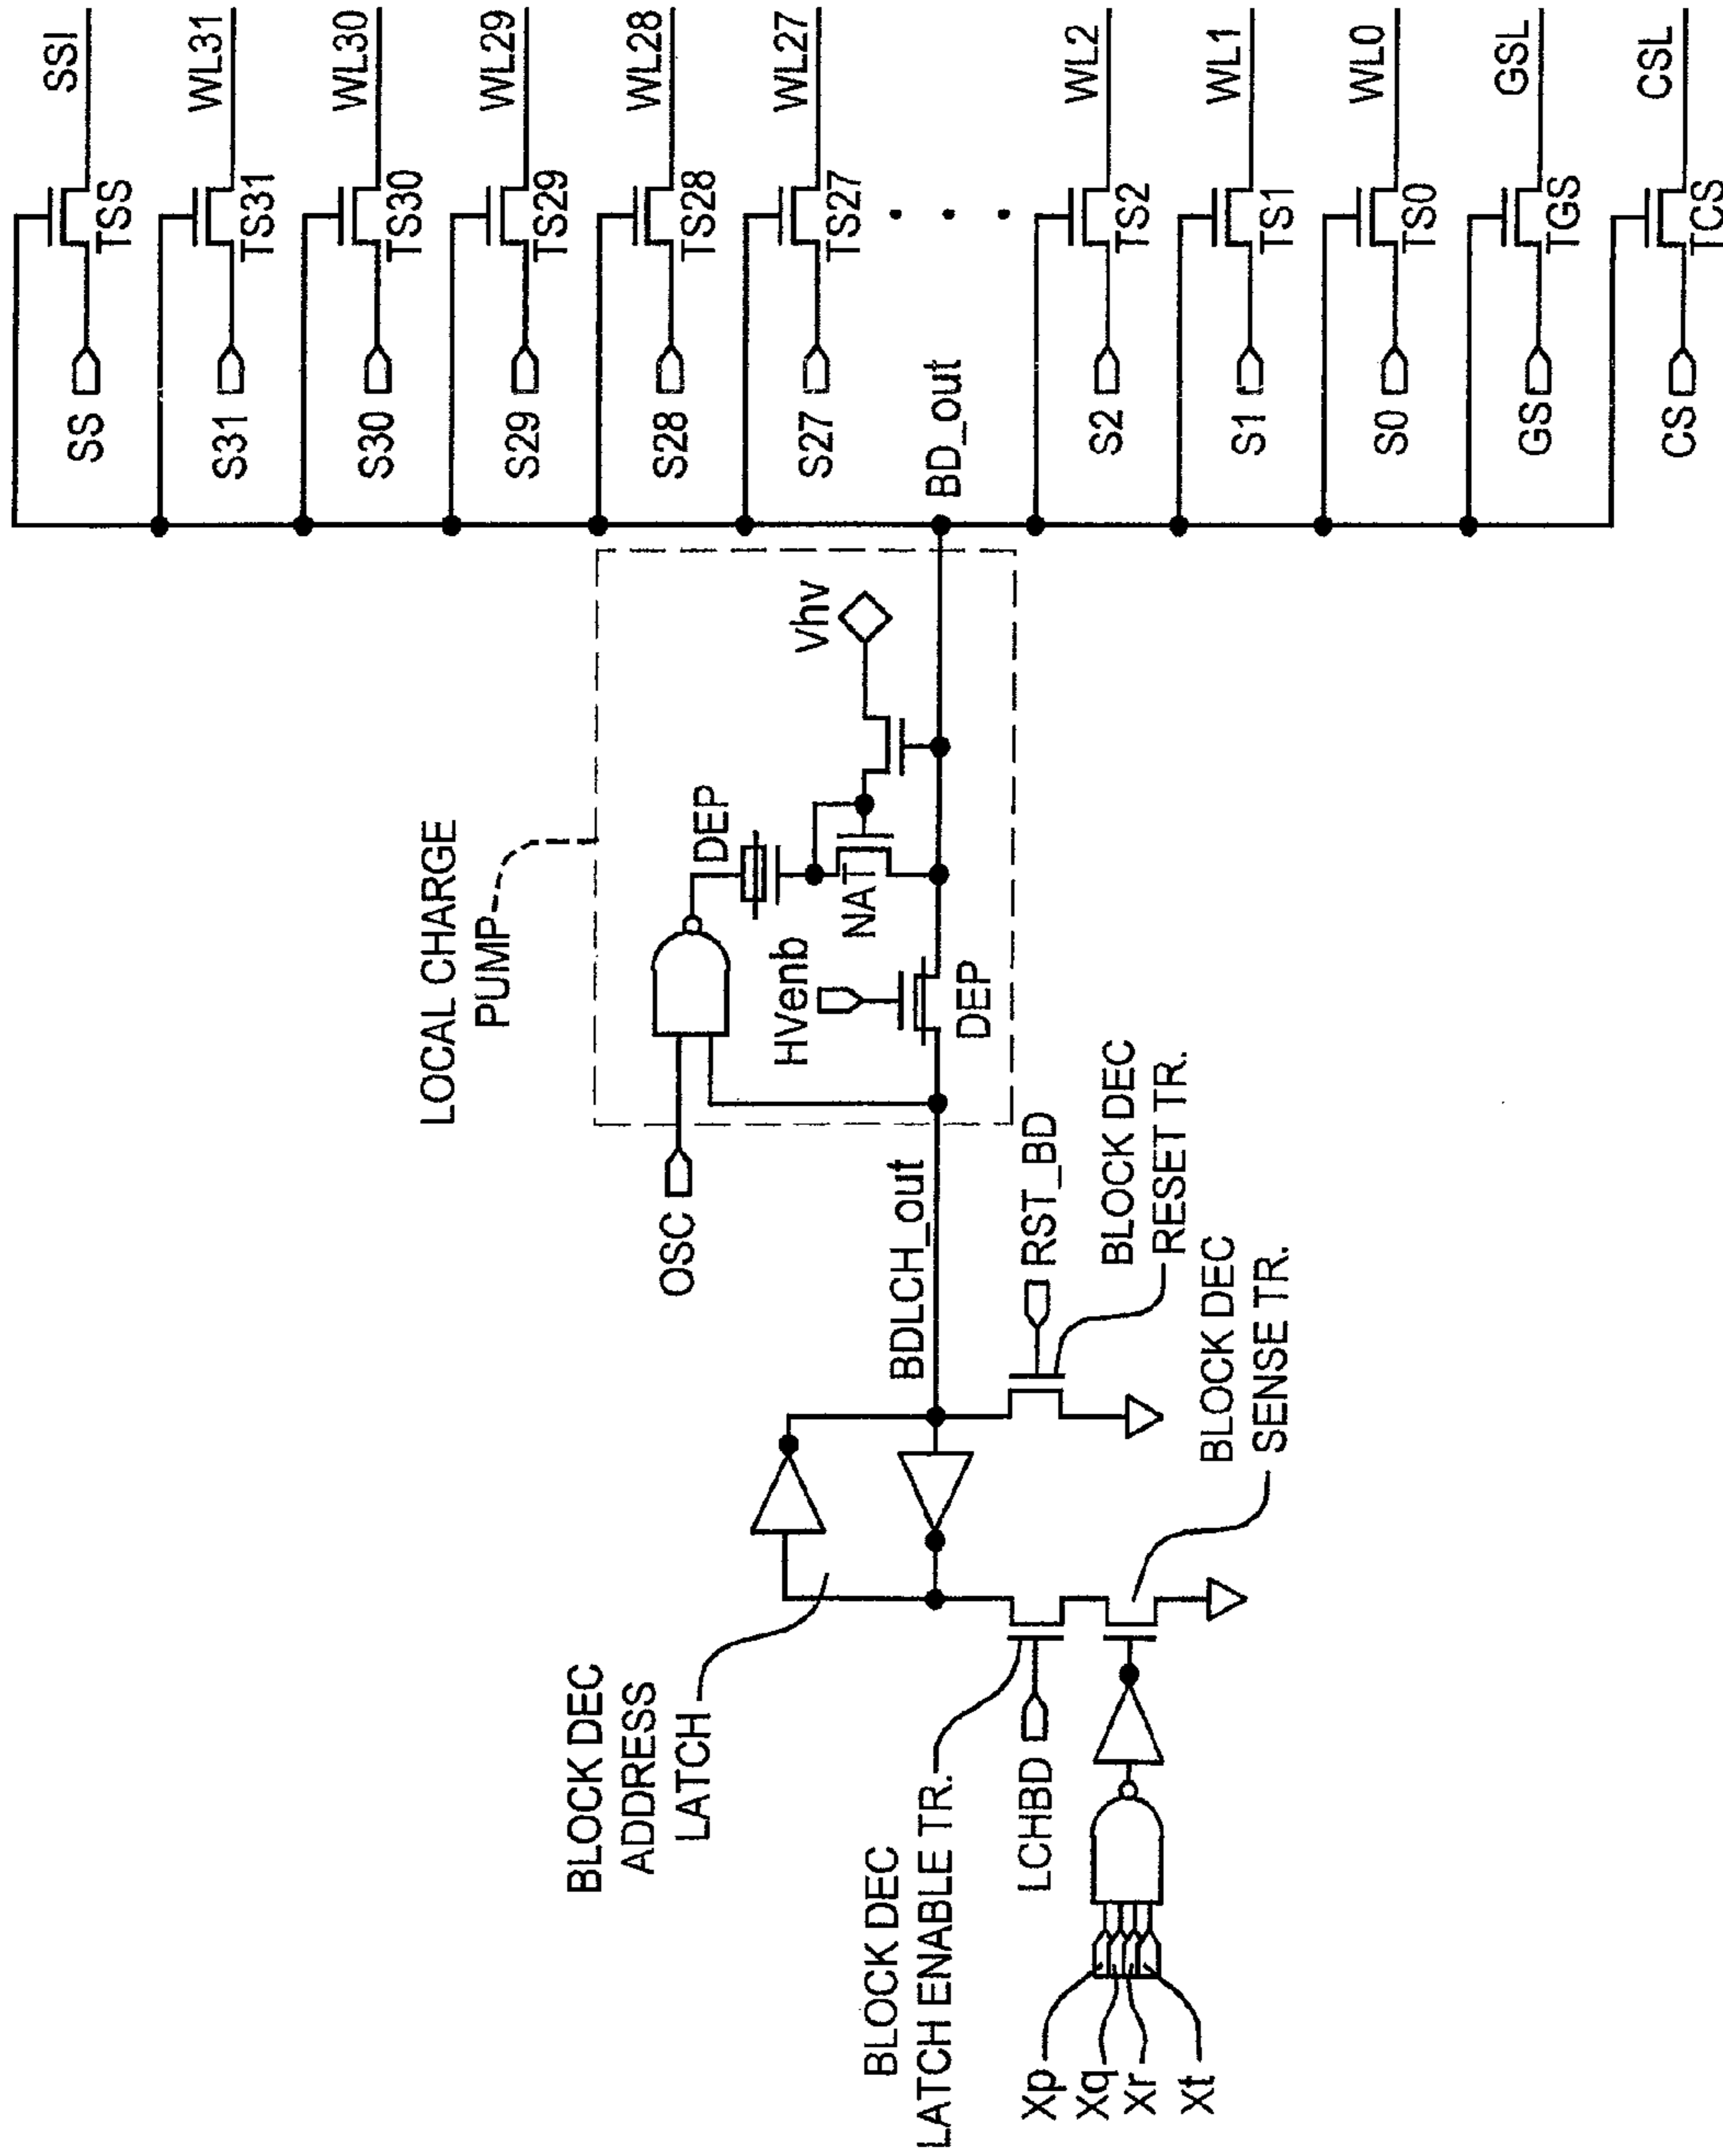 SSI
WL31
WL30
WL29
WL28
WL27
WL2
WL1
WL0
GSL
CSL
TSS
TS31
TS30
TS29
TS28
TS27
TS2
TS1
TS0
TGS
TCS
SS
S31
S30
S29
S28
S27
S2
S1
S0
GS
CS
BD_out
LOCAL CHARGE
PUMP
Vhv
DEP
NAT
HVenb
DEP
OSC
BDLCH_out
RST_BD
BLOCK DEC
RESET TR.
BLOCK DEC
SENSE TR.
BLOCK DEC
ADDRESS
LATCH
BLOCK DEC
LATCH ENABLE TR.
LCHBD
Xp
Xq
Xr
Xt